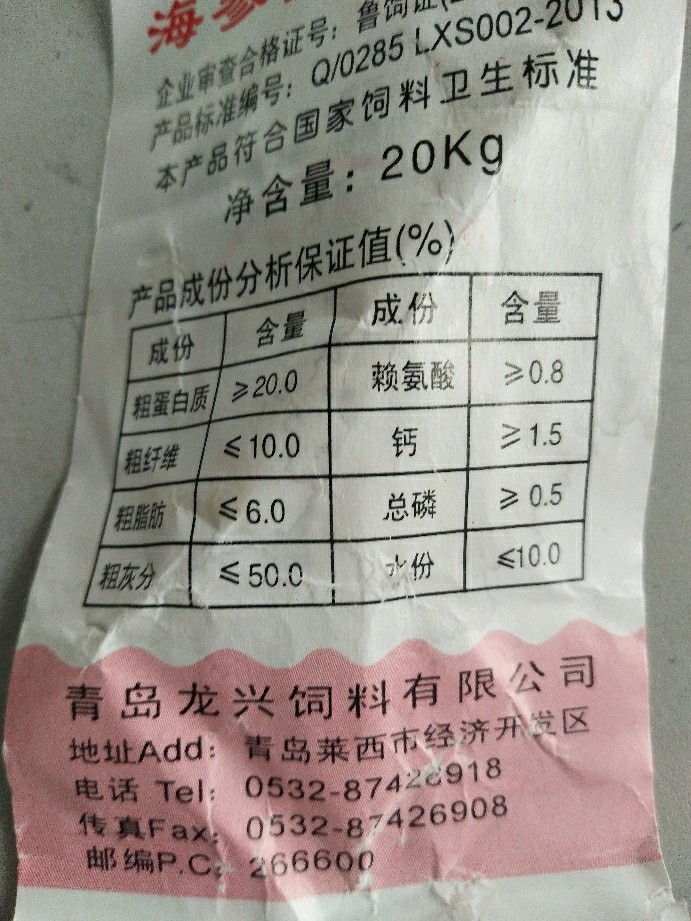 海参
企业审查合格证号：鲁饲证(
产品标准编号：Q/0285 LXS002-2013
本产品符合国家饲料卫生标准
净含量：20Kg
产品成份分析保证值(%)
成份 含量 成份 含量
粗蛋白质 ≥20.0 赖氨酸 ≥0.8
粗纤维 ≤10.0 钙 ≥1.5
粗脂肪 ≤6.0 总磷 ≥0.5
粗灰分 ≤50.0 水份 ≤10.0
青岛龙兴饲料有限公司
地址Add：青岛莱西市经济开发区
电话 Tel：0532-87426918
传真Fax：0532-87426908
邮编P.C：266600